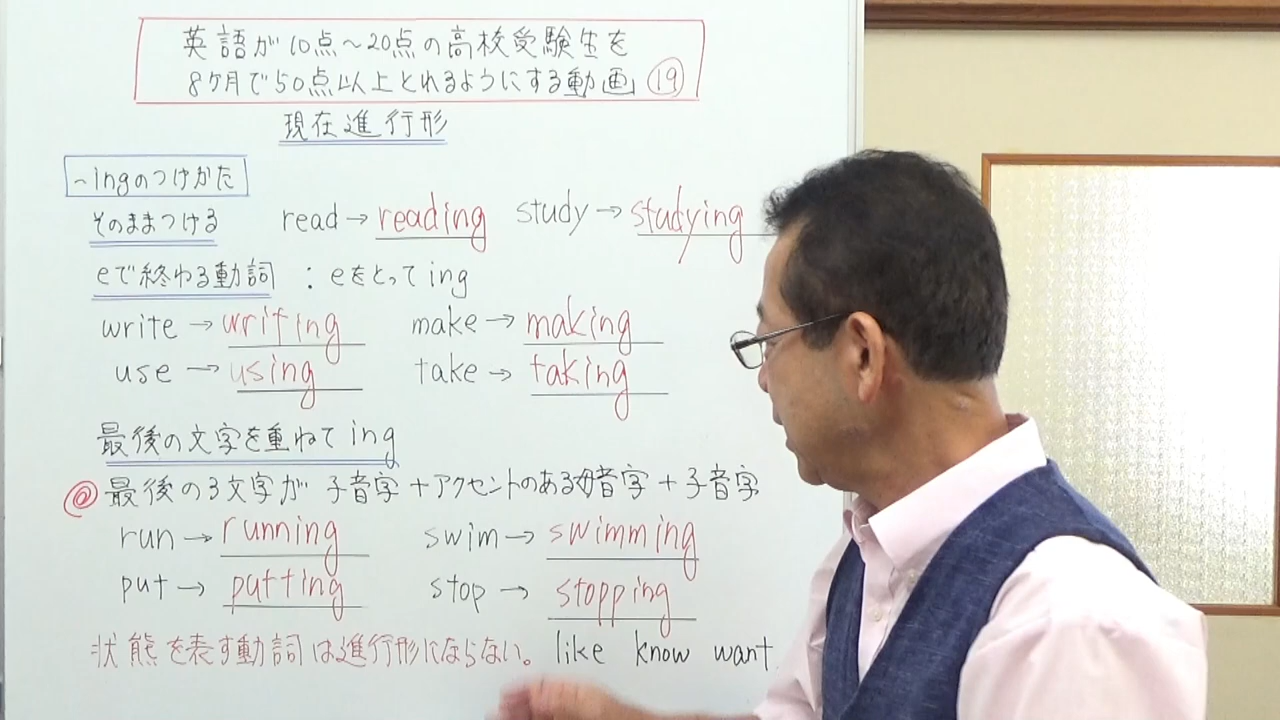 英語が10点〜20点の高校受験生を
8ケ月で50点以上とれるようにする動画 ⑲
現在進行形
〜ingのつけかた
そのままつける read → reading study → studying
eで終わる動詞 : eをとってing
write → writing make → making
use → using take → taking
最後の文字を重ねてing
@ 最後の3文字が 子音字+アクセントのある母音字+子音字
run → running swim → swimming
put → putting stop → stopping
状態を表す動詞は進行形にならない。 like know want